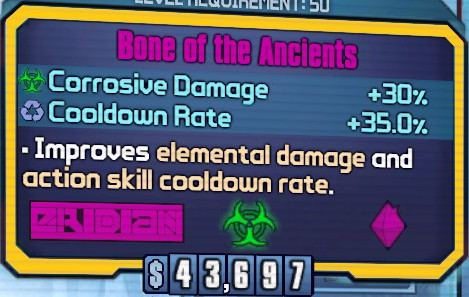 LEVEL REQUIREMENT: 50
Bone of the Ancients
Corrosive Damage +30%
Cooldown Rate +35.0%
• Improves elemental damage and
action skill cooldown rate.
ERIDIAN
$43,697